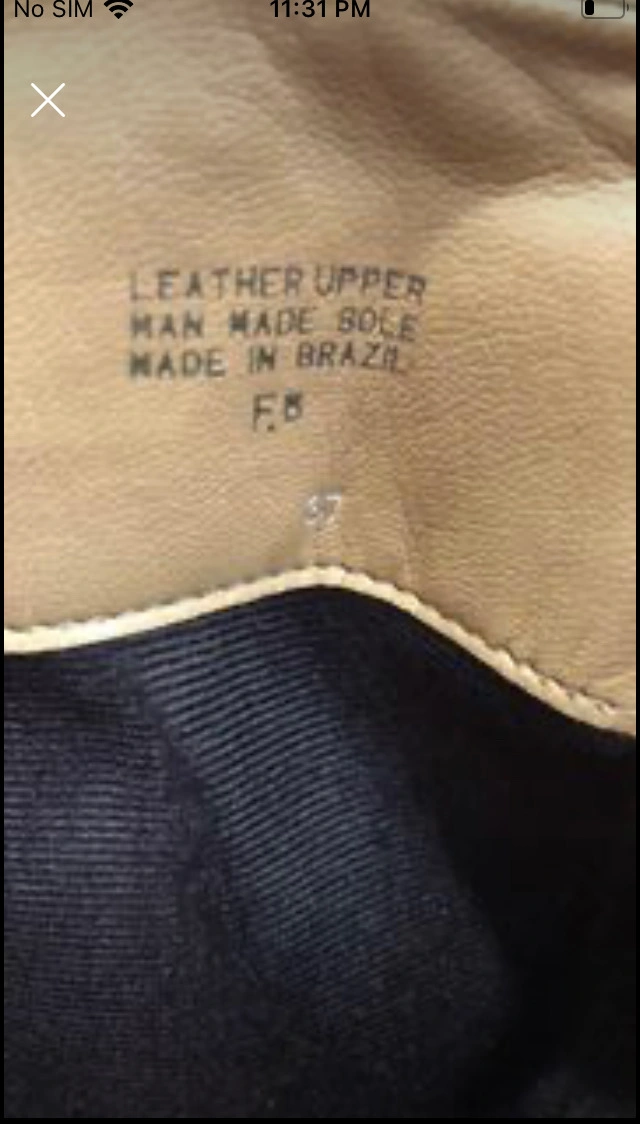 No SIM 11:31 PM
LEATHER UPPER
MAN MADE SOLE
MADE IN BRAZIL
37